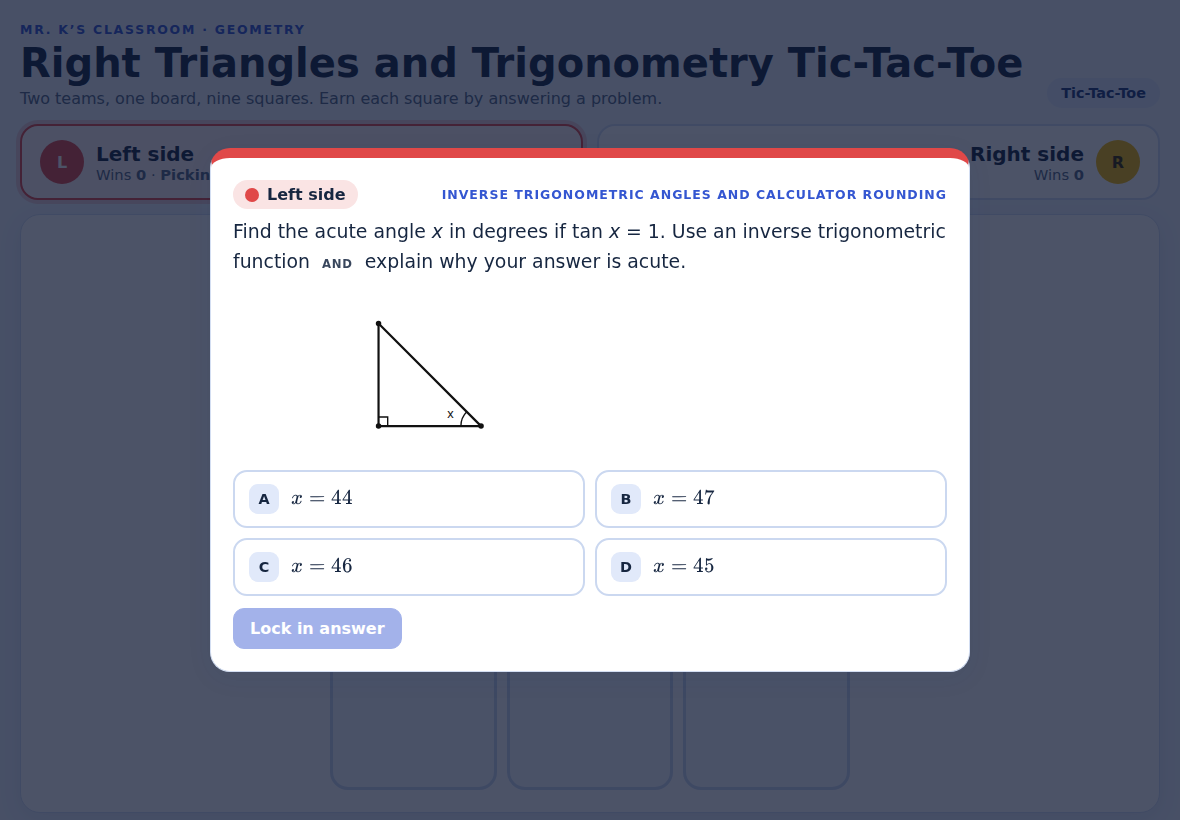 MR. K'S CLASSROOM · GEOMETRY
Right Triangles and Trigonometry Tic-Tac-Toe
Two teams, one board, nine squares. Earn each square by answering a problem.
Tic-Tac-Toe
L
Left side
Wins 0 · Pickin
Right side
Wins 0
R
Left side
INVERSE TRIGONOMETRIC ANGLES AND CALCULATOR ROUNDING
Find the acute angle x in degrees if tan x = 1. Use an inverse trigonometric
function AND explain why your answer is acute.
x
A x = 44
B x = 47
C x = 46
D x = 45
Lock in answer